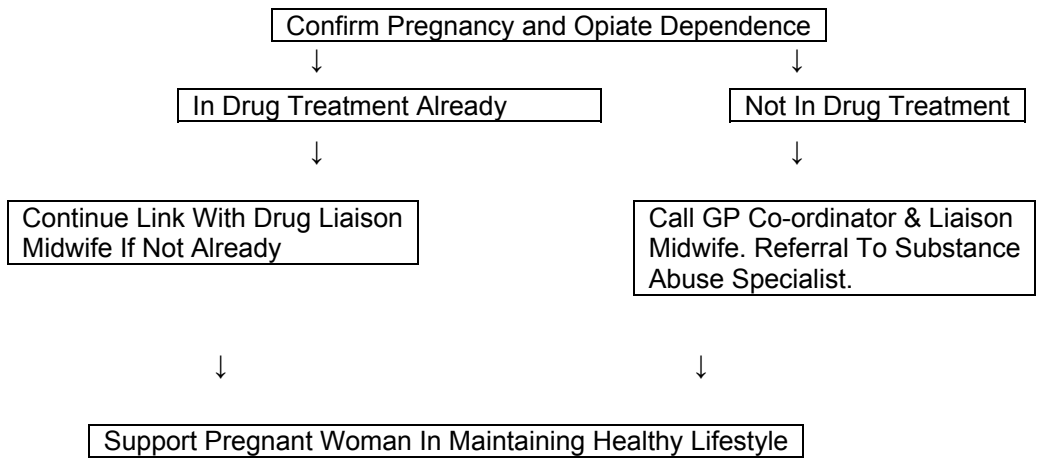 Confirm Pregnancy and Opiate Dependence
↓ ↓
In Drug Treatment Already
Not In Drug Treatment
↓ ↓
Continue Link With Drug Liaison
Midwife If Not Already
Call GP Co-ordinator & Liaison
Midwife. Referral To Substance
Abuse Specialist.
↓ ↓
Support Pregnant Woman In Maintaining Healthy Lifestyle